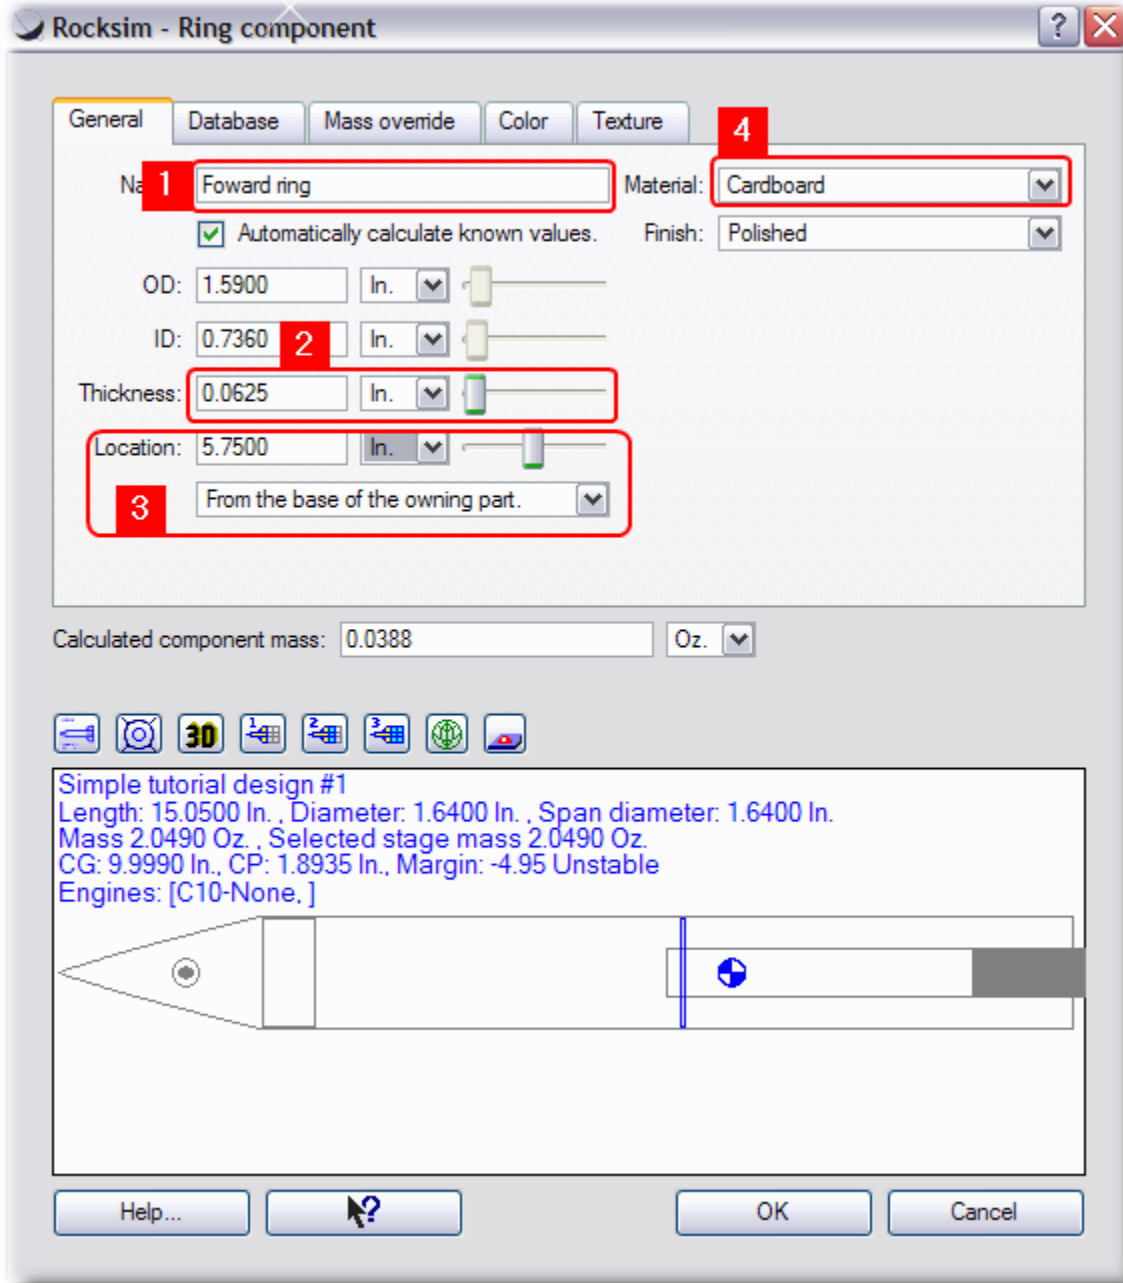 Rocksim - Ring component
General Database Mass override Color Texture
4
Na 1 Foward ring Material: Cardboard
Automatically calculate known values. Finish: Polished
OD: 1.5900 In.
ID: 0.7360 In.
2
Thickness: 0.0625 In.
Location: 5.7500 In.
3 From the base of the owning part.
Calculated component mass: 0.0388 Oz.
3D 1 2 3
Simple tutorial design #1
Length: 15.0500 In. , Diameter: 1.6400 In. , Span diameter: 1.6400 In.
Mass 2.0490 Oz. , Selected stage mass 2.0490 Oz.
CG: 9.9990 In., CP: 1.8935 In., Margin: -4.95 Unstable
Engines: [C10-None, ]
Help... ? OK Cancel